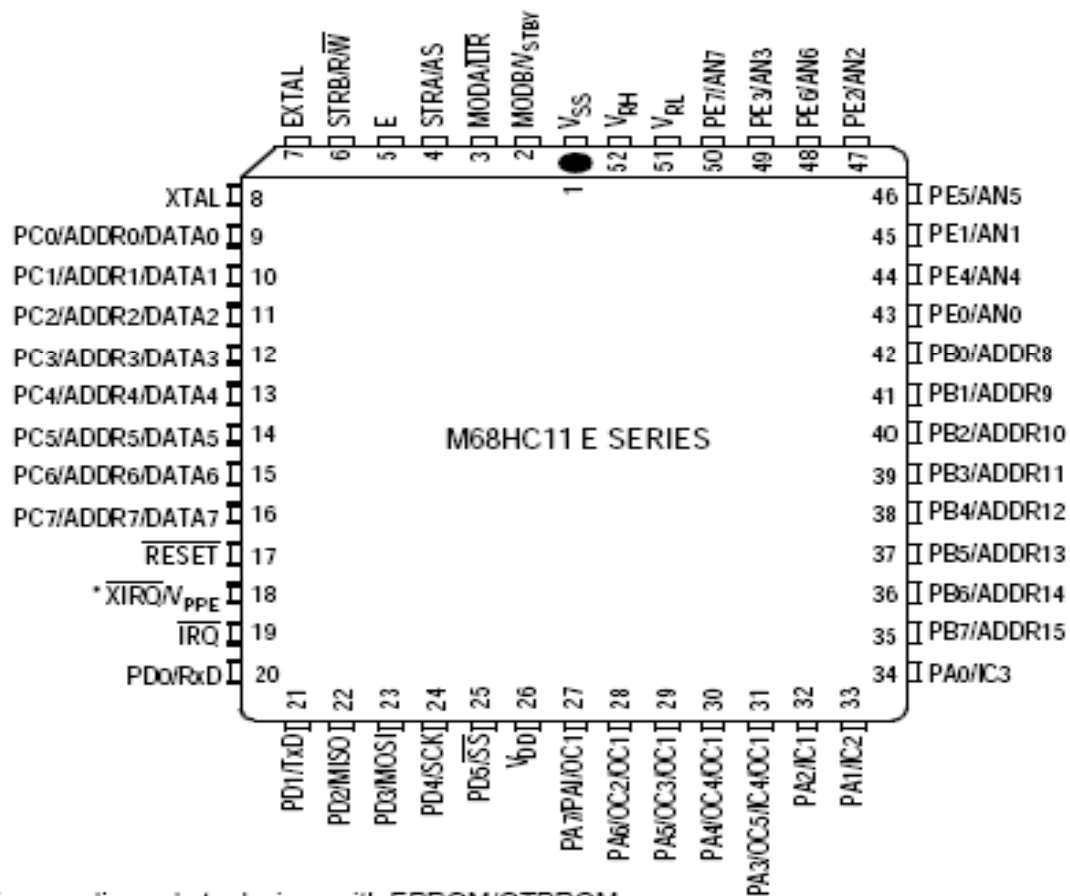 EXTAL
STRB/R/W̅
E
STRA/AS
MODA/L̅I̅R̅
MODB/VSTBY
VSS
VRH
VRL
PE7/AN7
PE3/AN3
PE6/AN6
PE2/AN2
7
6
5
4
3
2
1
52
51
50
49
48
47
XTAL 8
PC0/ADDR0/DATA0 9
PC1/ADDR1/DATA1 10
PC2/ADDR2/DATA2 11
PC3/ADDR3/DATA3 12
PC4/ADDR4/DATA4 13
PC5/ADDR5/DATA5 14
PC6/ADDR6/DATA6 15
PC7/ADDR7/DATA7 16
R̅E̅S̅E̅T̅ 17
* X̅I̅R̅Q̅/VPPE 18
I̅R̅Q̅ 19
PD0/RxD 20
M68HC11 E SERIES
46 PE5/AN5
45 PE1/AN1
44 PE4/AN4
43 PE0/AN0
42 PB0/ADDR8
41 PB1/ADDR9
40 PB2/ADDR10
39 PB3/ADDR11
38 PB4/ADDR12
37 PB5/ADDR13
36 PB6/ADDR14
35 PB7/ADDR15
34 PA0/IC3
21
22
23
24
25
26
27
28
29
30
31
32
33
PD1/TxD
PD2/MISO
PD3/MOSI
PD4/SCK
PD5/S̅S̅
VDD
PA7/PAI/OC1
PA6/OC2/OC1
PA5/OC3/OC1
PA4/OC4/OC1
PA3/OC5/IC4/OC1
PA2/IC1
PA1/IC2